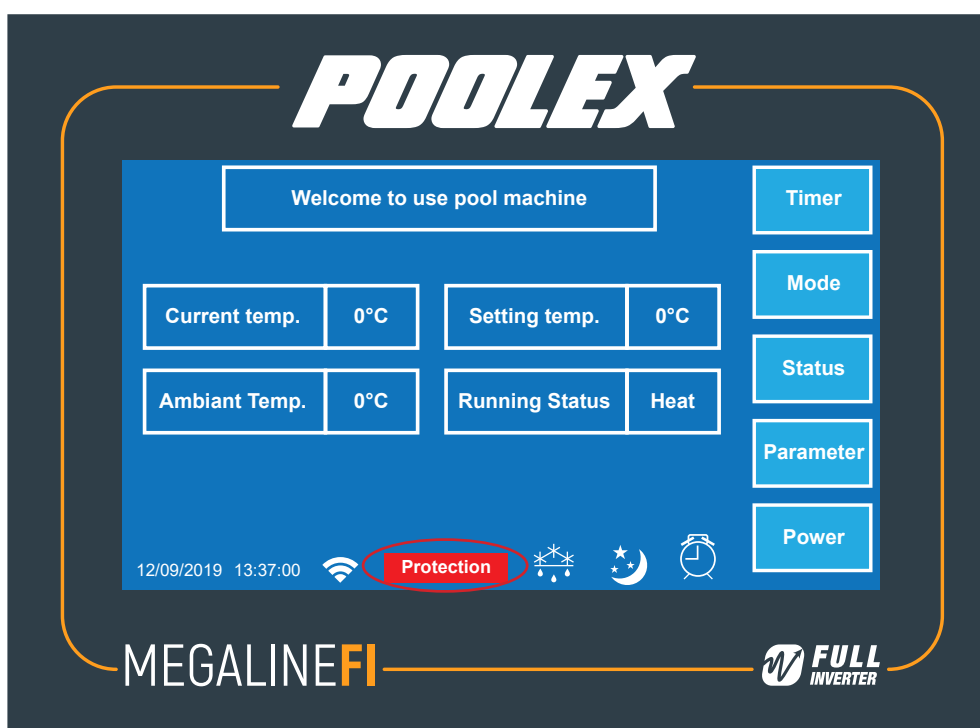 POOLEX
Welcome to use pool machine
Timer
Mode
Current temp. 0°C Setting temp. 0°C
Status
Ambiant Temp. 0°C Running Status Heat
Parameter
Power
12/09/2019 13:37:00 Protection
MEGALINEFI
FULL
INVERTER